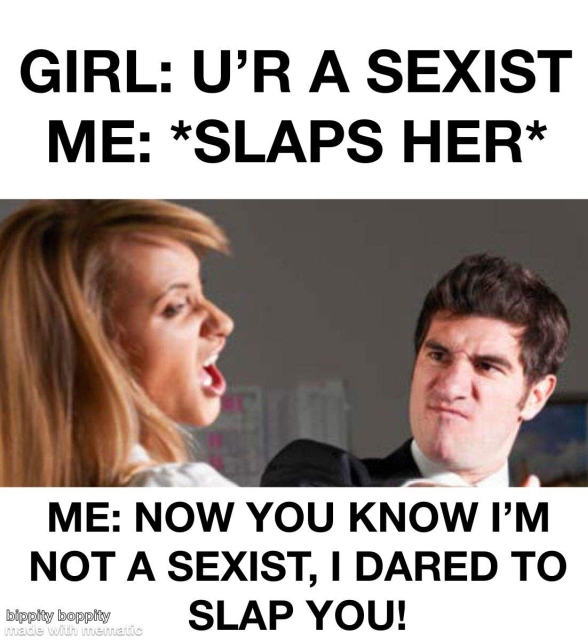 GIRL: U'R A SEXIST
ME: *SLAPS HER*
ME: NOW YOU KNOW I'M
NOT A SEXIST, I DARED TO
SLAP YOU!
bippity boppity
made with mematic